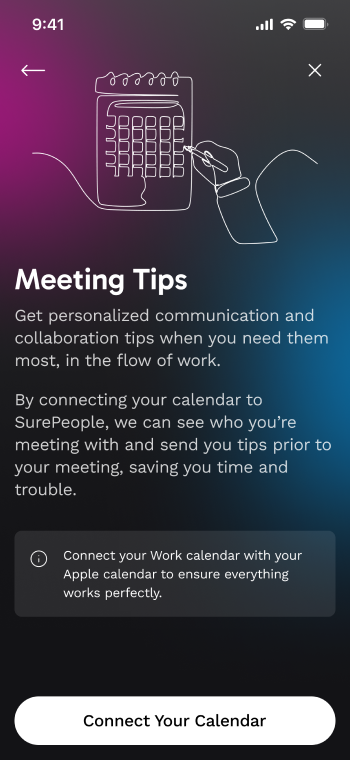 9:41
Meeting Tips
Get personalized communication and
collaboration tips when you need them
most, in the flow of work.
By connecting your calendar to
SurePeople, we can see who you’re
meeting with and send you tips prior to
your meeting, saving you time and
trouble.
Connect your Work calendar with your
Apple calendar to ensure everything
works perfectly.
Connect Your Calendar